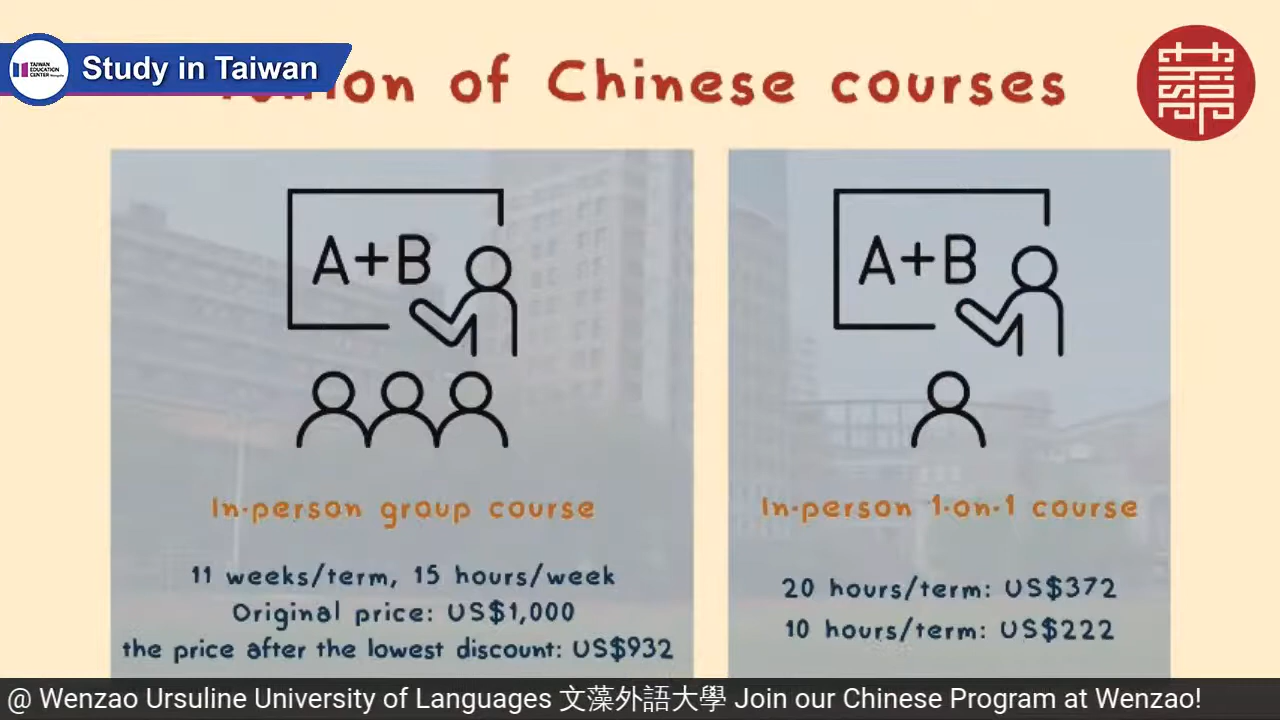 TAIWAN
EDUCATION
CENTER
Study in Taiwan
of Chinese courses
A+B
A+B
In-person group course
In-person 1-on-1 course
11 weeks/term, 15 hours/week
Original price: US$1,000
the price after the lowest discount: US$932
20 hours/term: US$372
10 hours/term: US$222
@ Wenzao Ursuline University of Languages 文藻外語大學 Join our Chinese Program at Wenzao!